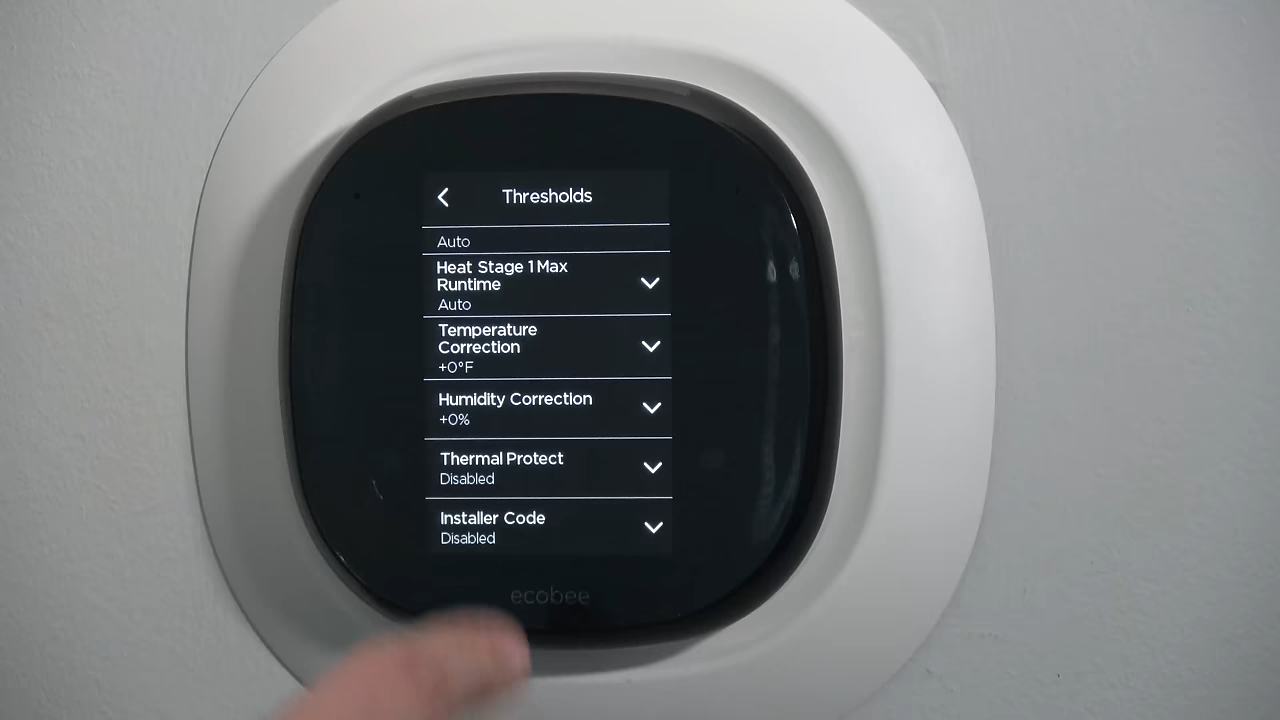 Thresholds
Auto
Heat Stage 1 Max
Runtime
Auto
Temperature
Correction
+0°F
Humidity Correction
+0%
Thermal Protect
Disabled
Installer Code
Disabled
ecobee